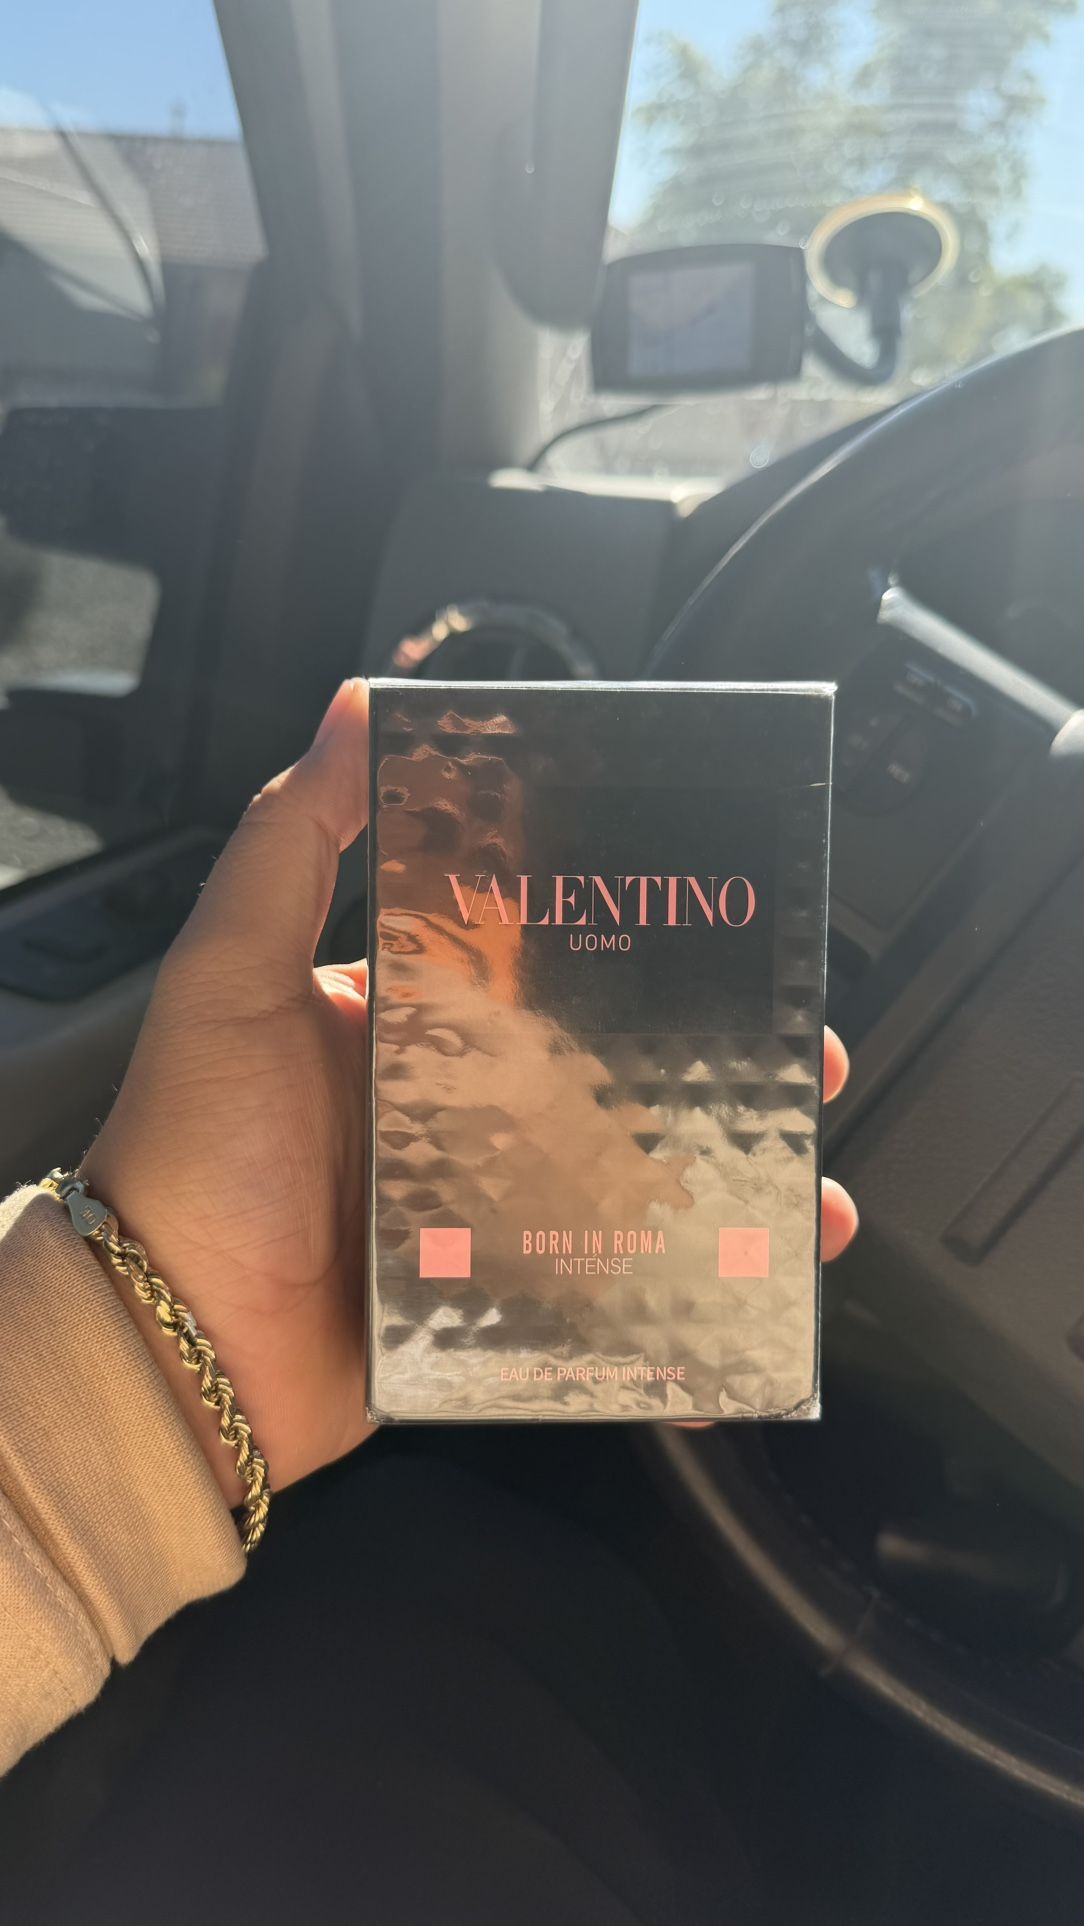 VALENTINO
UOMO
BORN IN ROMA
INTENSE
EAU DE PARFUM INTENSE